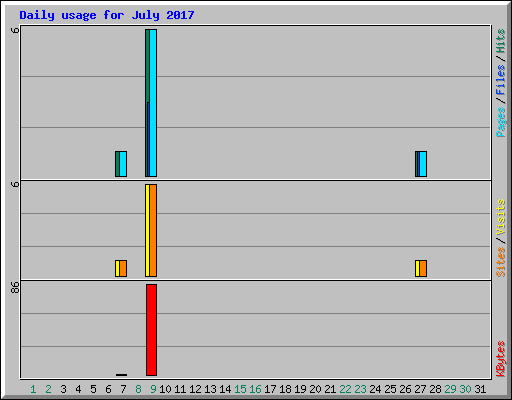 Daily usage for July 2017
6
6
86
Pages / Files / Hits
Sites / Visits
KBytes
1 2 3 4 5 6 7 8 9 10 11 12 13 14 15 16 17 18 19 20 21 22 23 24 25 26 27 28 29 30 31